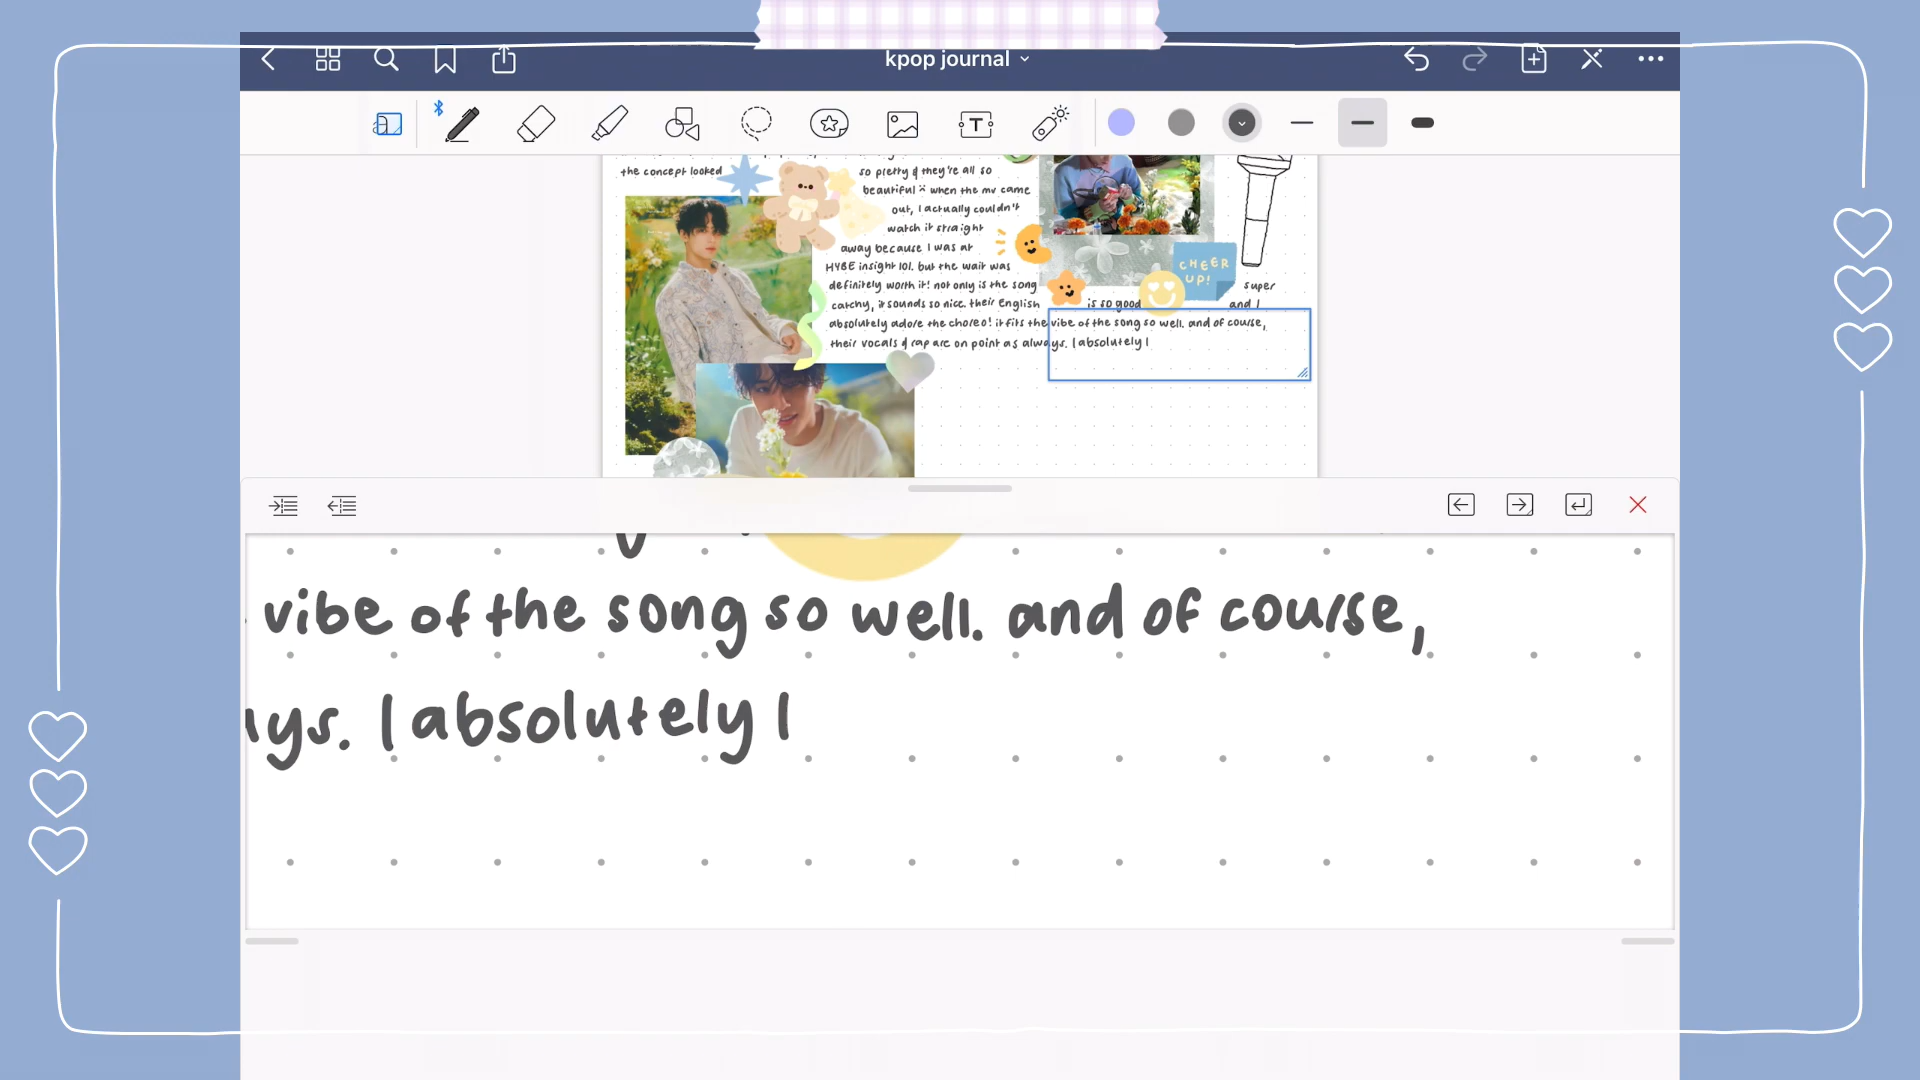 kpop journal
T
the concept looked
so pretty & they're all so
beautiful
when the mv came
out, I actually couldn't
watch it straight
away because I was at
HYBE insight lol. but the wait was
definitely worth it! not only is the song
super
catchy, it sounds so nice. their English
is so good
and I
absolutely adore the choreo! it fits the vibe of the song so well. and of course,
their vocals & rap are on point as always. I absolutely l
CHEER
UP!
vibe of the song so well. and of course,
ays. I absolutely l